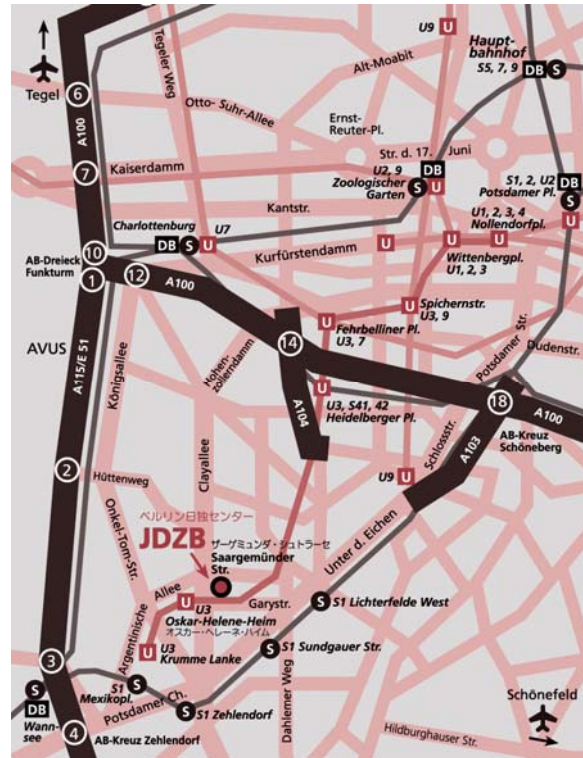 U9
Tegeler Weg
Haupt-
bahnhof
S5, 7, 9
DB
S
Alt-Moabit
Tegel
6
A100
Otto- Suhr-Allee
Ernst-
Reuter-Pl.
Str. d. 17. Juni
7
Kaiserdamm
U2, 9
Zoologischer
Garten
DB
S
U
S1, 2, U2
Potsdamer Pl.
DB
S
U
Kantstr.
Charlottenburg
DB
S
U
U7
U1, 2, 3, 4
Nollendorfpl.
U
10
AB-Dreieck
Funkturm
Kurfürstendamm
U
U
Wittenbergpl.
U1, 2, 3
1
12
A100
Spichernstr.
U3, 9
U
U
Fehrbelliner Pl.
U3, 7
Potsdamer Str.
Dudenstr.
AVUS
A115/E 51
Königsallee
Hohen-
zollerndamm
14
U
U3, S41, 42
Heidelberger Pl.
A104
18
A100
AB-Kreuz
Schöneberg
A103
Schlossstr.
Clayallee
2
Hüttenweg
U9
U
Onkel-Tom-Str.
ベルリン日独センター
JDZB
ザーゲミュンダ・シュトラーセ
Saargemünder
Str.
Unter d. Eichen
Argentinische Allee
U
U3
Oskar-Helene-Heim
オスカー・ヘレーネ・ハイム
Garystr.
S
S1 Lichterfelde West
U
U3
Krumme Lanke
S
S1 Sundgauer Str.
3
S1
Mexikopl.
S
Potsdamer Ch.
S
S1 Zehlendorf
Dahlemer Weg
Schönefeld
S
DB
Wann-
see
4
AB-Kreuz Zehlendorf
Hildburghauser Str.